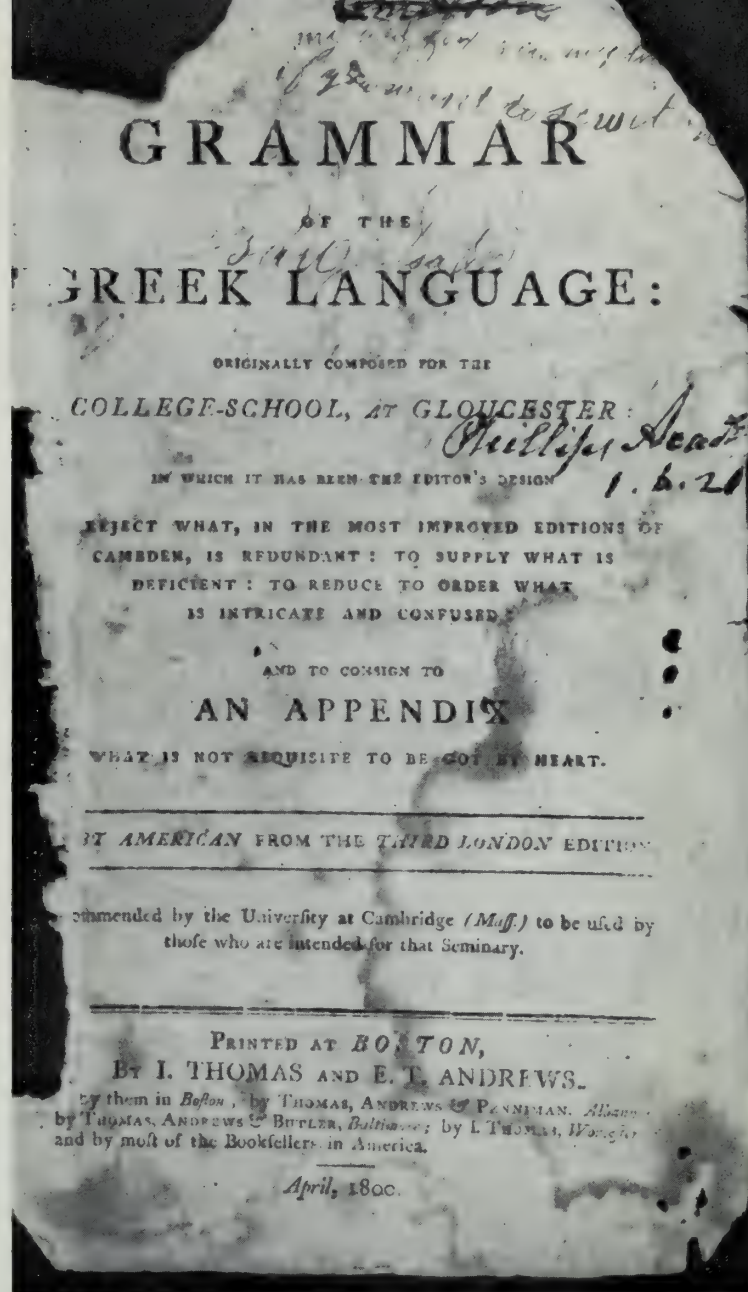 GRAMMAR
OF THE
GREEK LANGUAGE:
ORIGINALLY COMPOSED FOR THE
COLLEGE-SCHOOL, AT GLOUCESTER:
Phillips Acad
1.6.21
IN WHICH IT HAS BEEN THE EDITOR'S DESIGN
REJECT WHAT, IN THE MOST IMPROVED EDITIONS OF
CAMBDEN, IS REDUNDANT: TO SUPPLY WHAT IS
DEFICIENT: TO REDUCE TO ORDER WHAT
IS INTRICATE AND CONFUSED:
AND TO CONSIGN TO
AN APPENDIX
WHAT IS NOT REQUISITE TO BE GOT BY HEART.
AMERICAN FROM THE THIRD LONDON EDITION
ommended by the Univerſity at Cambridge (Maſſ.) to be uſed by
thoſe who are intended for that Seminary.
PRINTED AT BOSTON,
BY I. THOMAS AND E. T. ANDREWS.
by them in Boſton, by THOMAS, ANDREWS & PENNIMAN, Albany
by THOMAS, ANDREWS & BUTLER, Baltimore; by I. THOMAS,
and by moſt of the Bookſellers in America.
April, 1800.